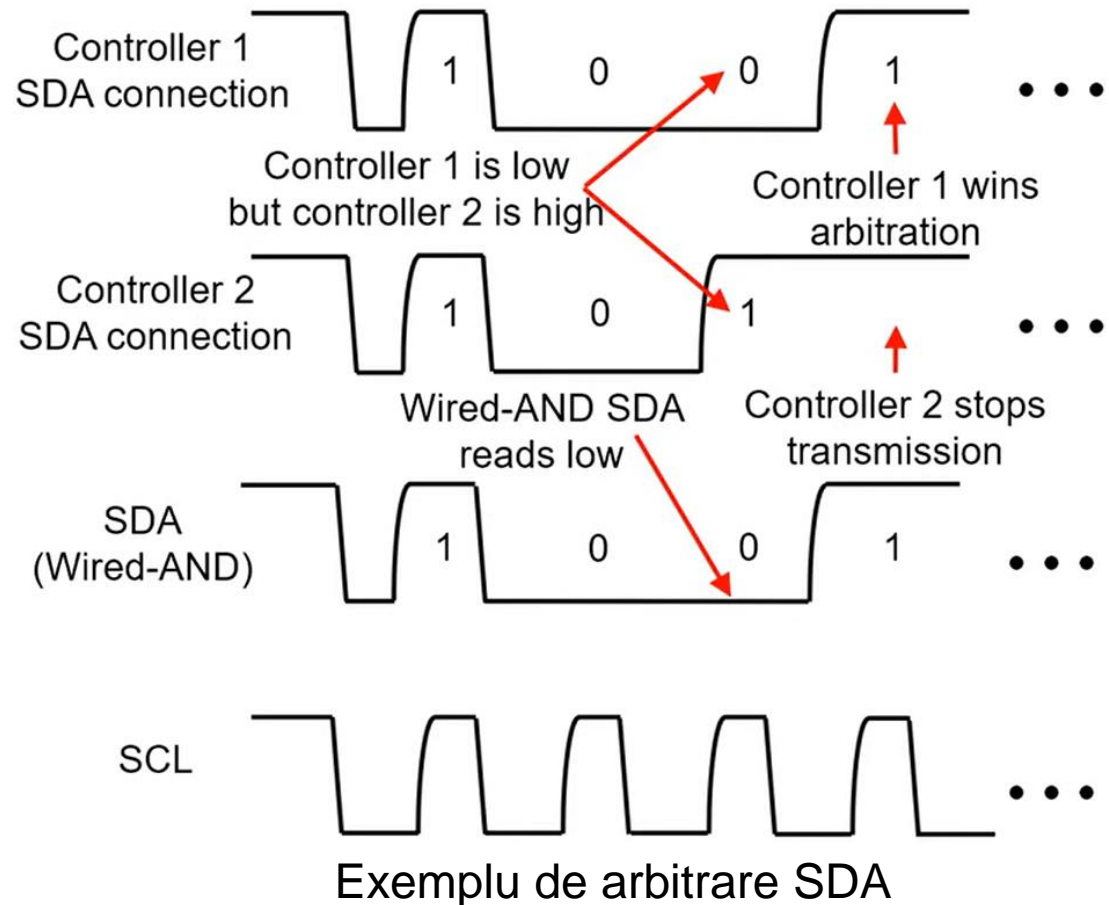 Controller 1
SDA connection
1 0 0 1
Controller 1 is low
but controller 2 is high
Controller 1 wins
arbitration
Controller 2
SDA connection
1 0 1
Wired-AND SDA
reads low
Controller 2 stops
transmission
SDA
(Wired-AND)
1 0 0 1
SCL
Exemplu de arbitrare SDA